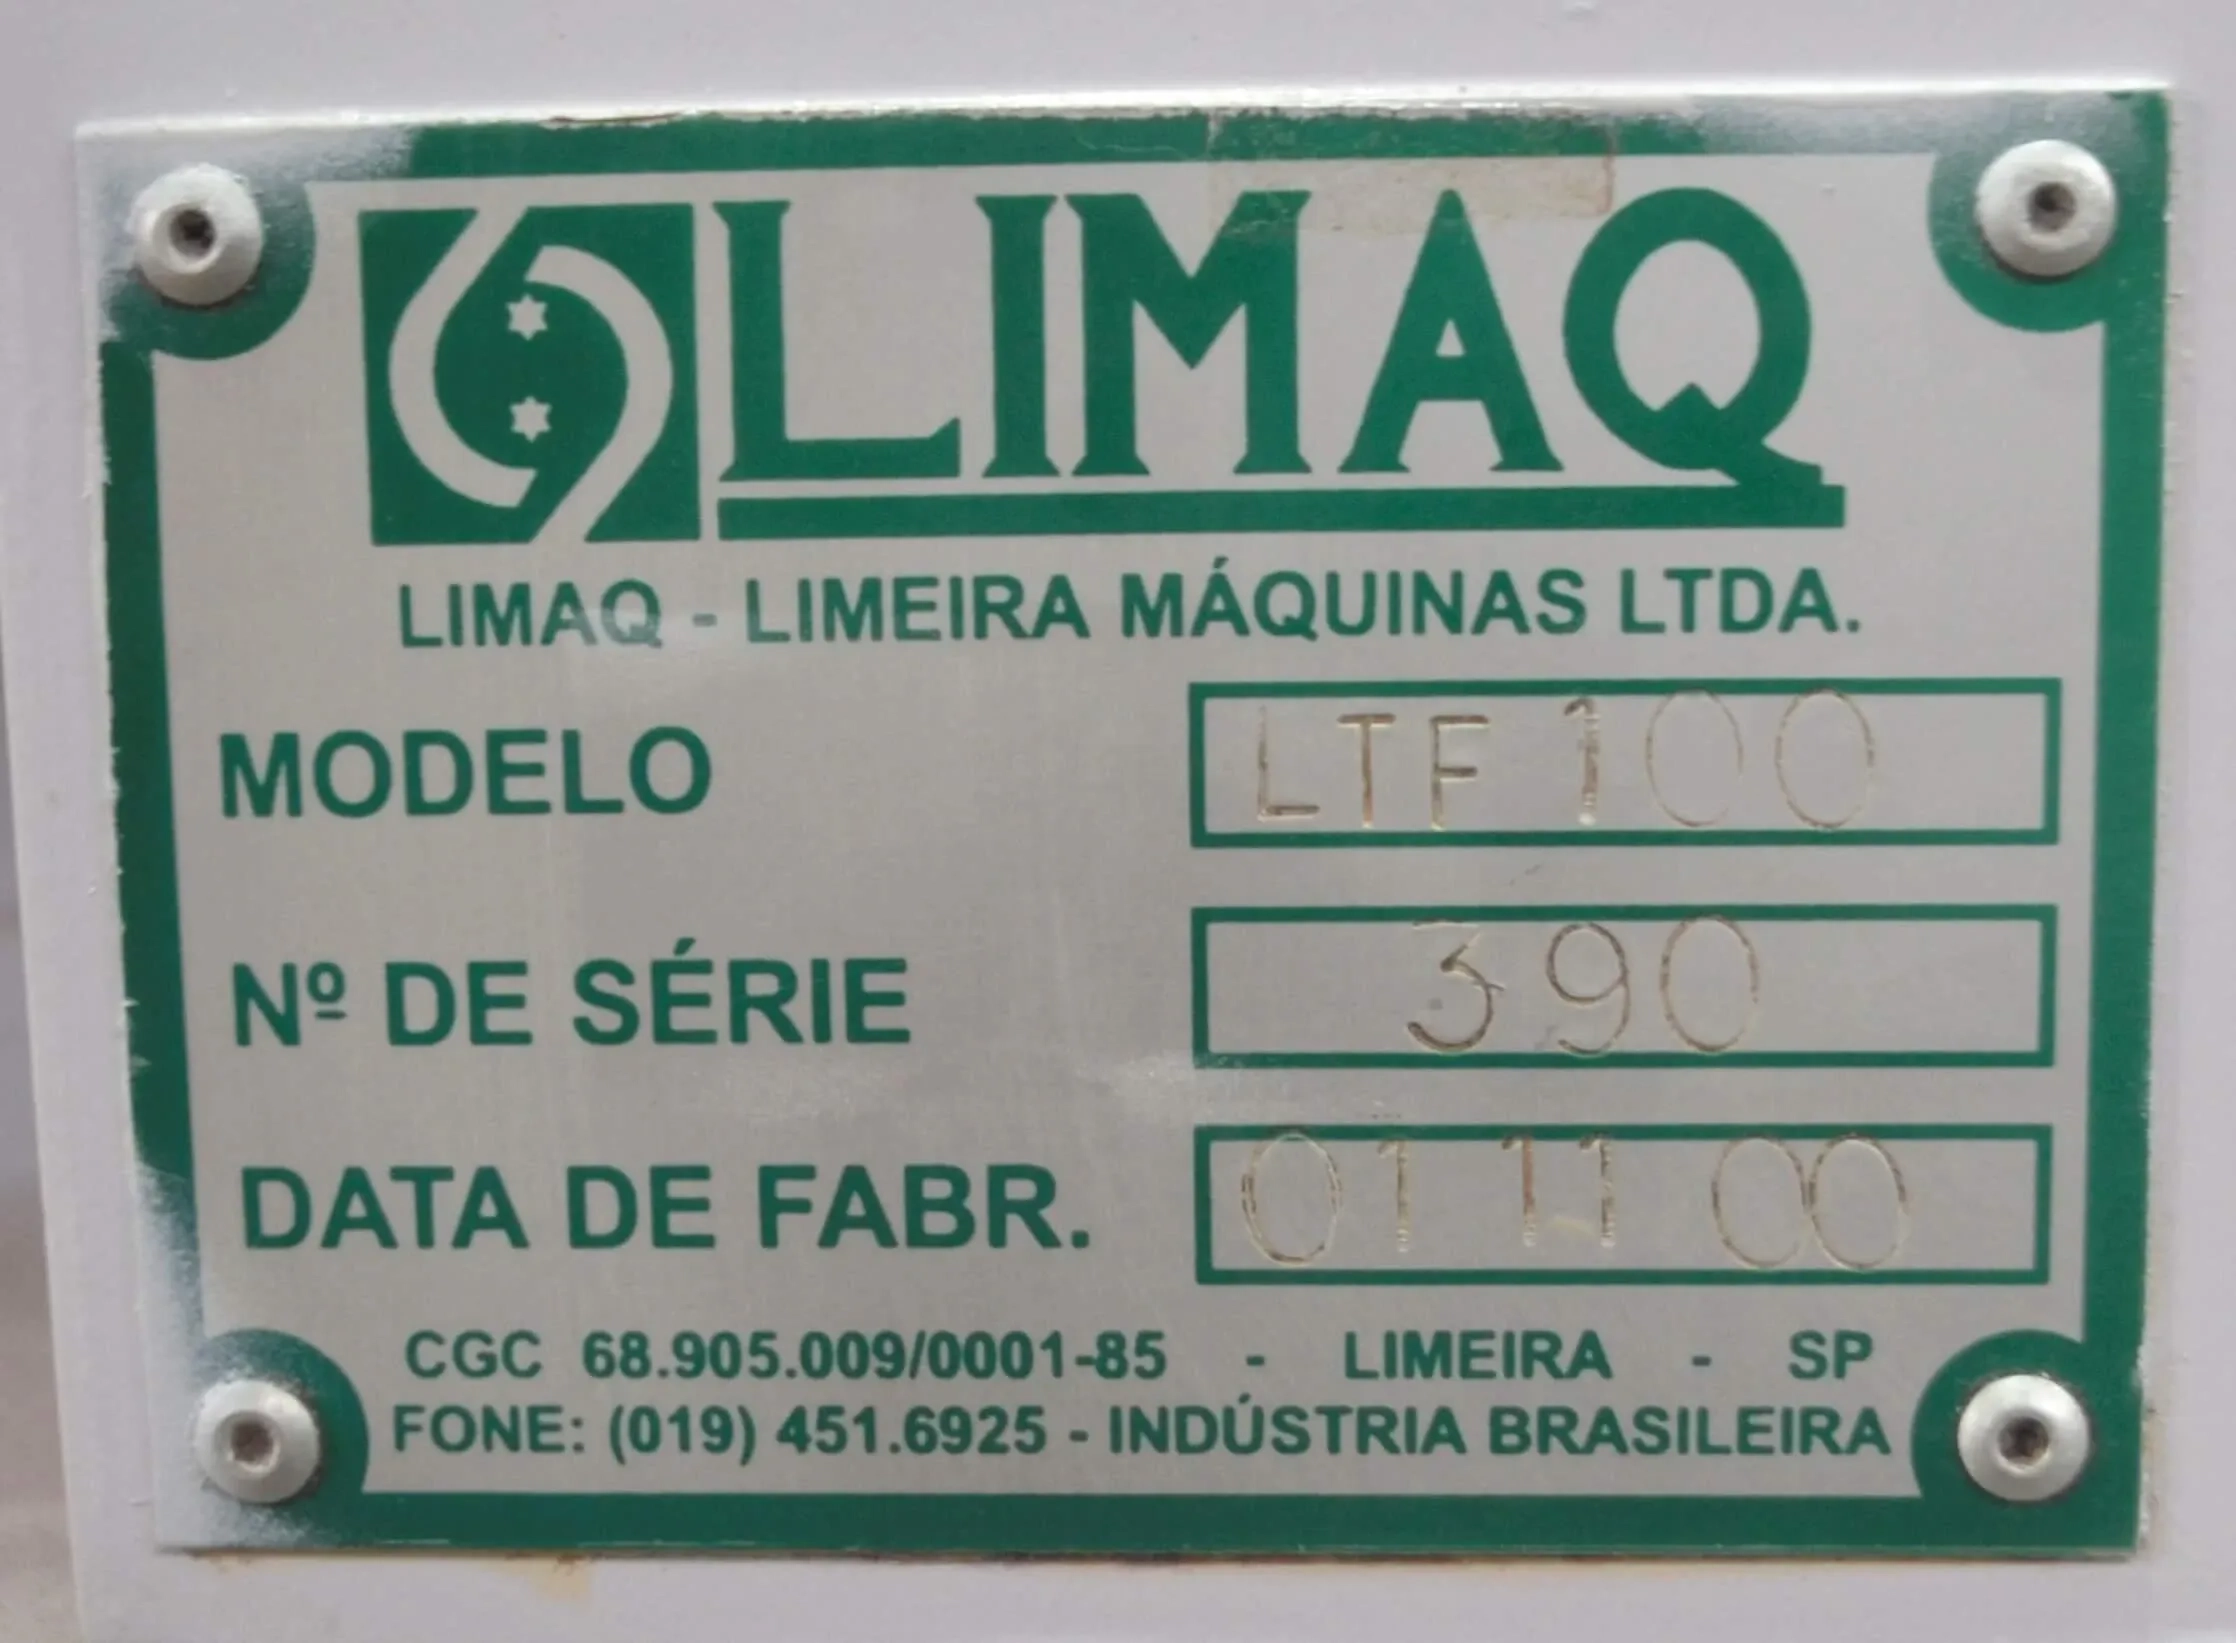 LIMAQ
LIMAQ - LIMEIRA MÁQUINAS LTDA.
MODELO LTF 100
Nº DE SÉRIE 390
DATA DE FABR. 01 11 00
CGC 68.905.009/0001-85 - LIMEIRA - SP
FONE: (019) 451.6925 - INDÚSTRIA BRASILEIRA